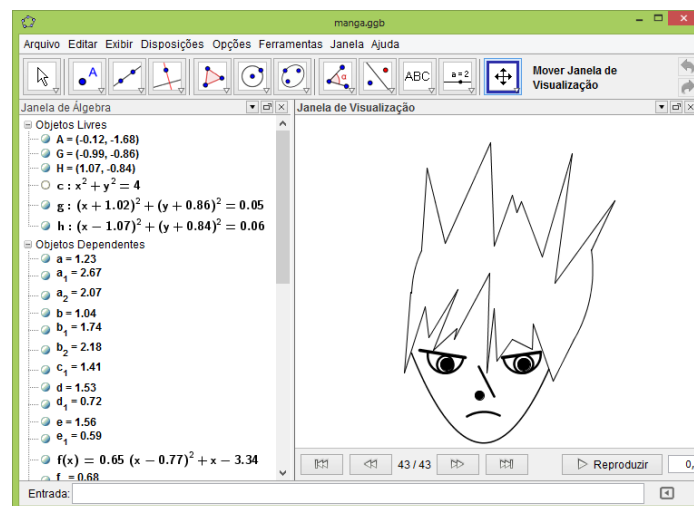 manga.ggb
Arquivo Editar Exibir Disposições Opções Ferramentas Janela Ajuda
A
α
ABC
a=2
Mover Janela de
Visualização
Janela de Álgebra
Janela de Visualização
Objetos Livres
A = (-0.12, -1.68)
G = (-0.99, -0.86)
H = (1.07, -0.84)
c : x² + y² = 4
g : (x + 1.02)² + (y + 0.86)² = 0.05
h : (x − 1.07)² + (y + 0.84)² = 0.06
Objetos Dependentes
a = 1.23
a₁ = 2.67
a₂ = 2.07
b = 1.04
b₁ = 1.74
b₂ = 2.18
c₁ = 1.41
d = 1.53
d₁ = 0.72
e = 1.56
e₁ = 0.59
f(x) = 0.65 (x − 0.77)² + x − 3.34
43 / 43
Reproduzir
0,
Entrada: